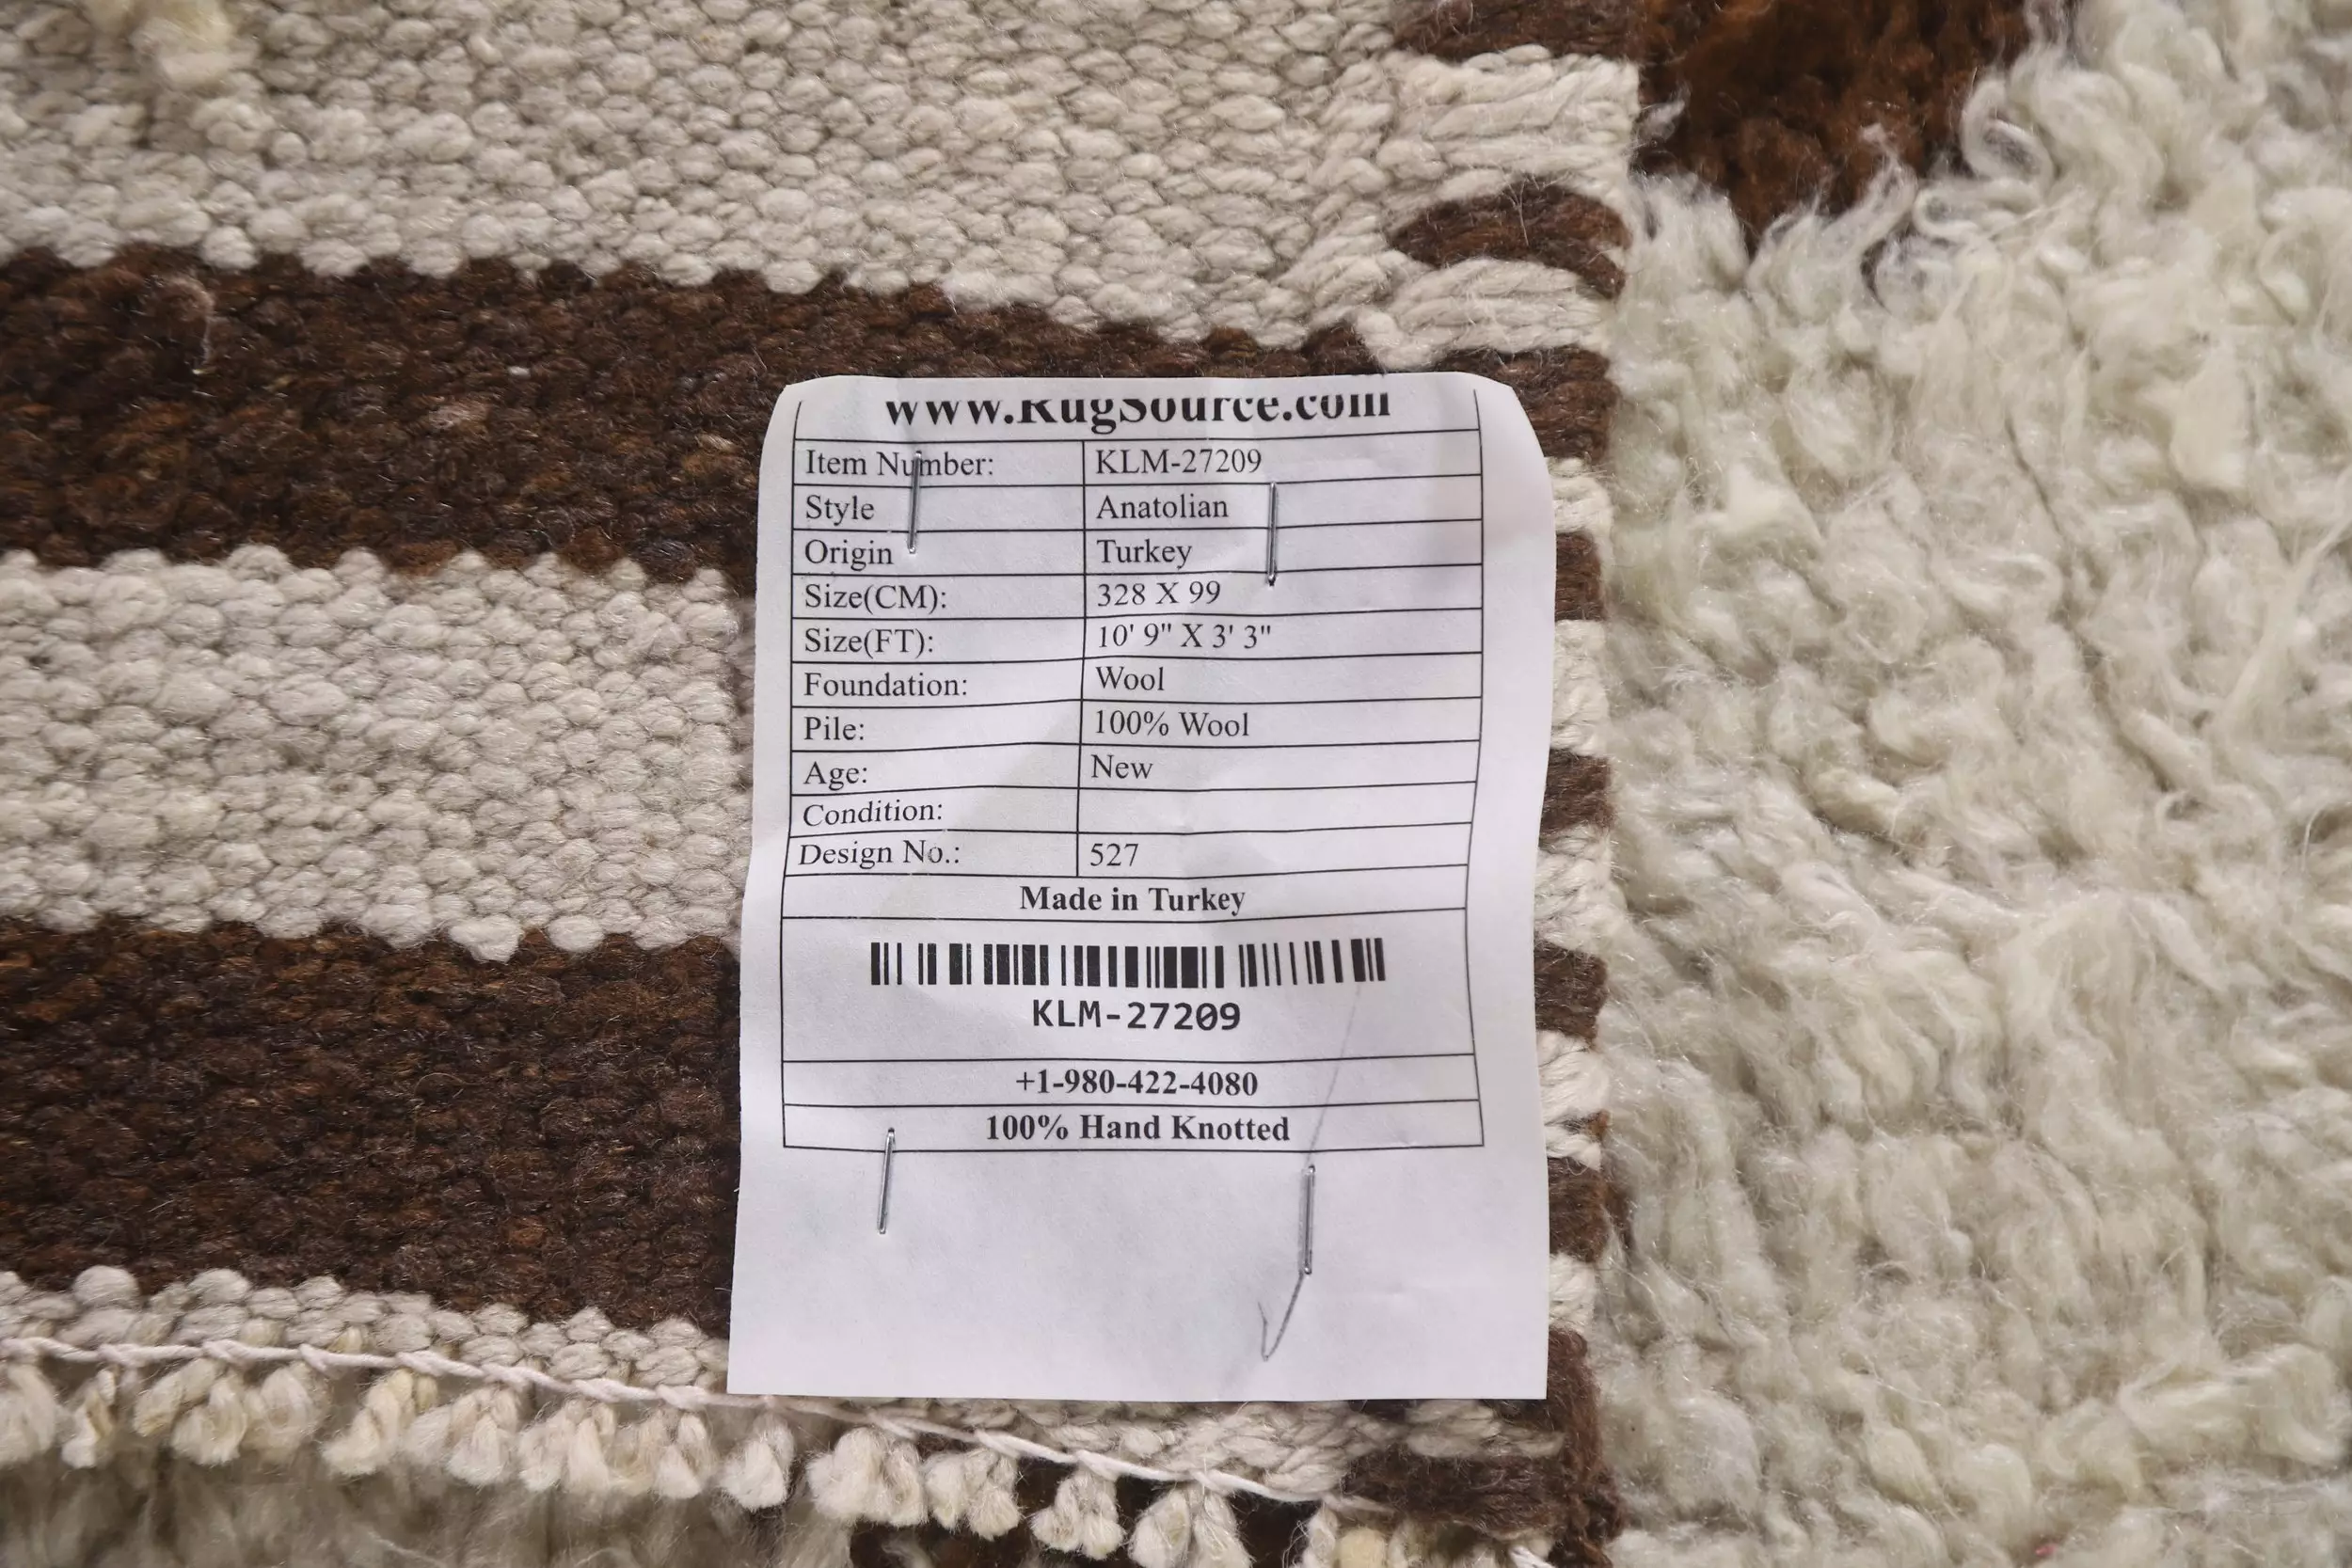 www.RugSource.com
Item Number: KLM-27209
Style Anatolian
Origin Turkey
Size(CM): 328 X 99
Size(FT): 10' 9" X 3' 3"
Foundation: Wool
Pile: 100% Wool
Age: New
Condition:
Design No.: 527
Made in Turkey
KLM-27209
+1-980-422-4080
100% Hand Knotted